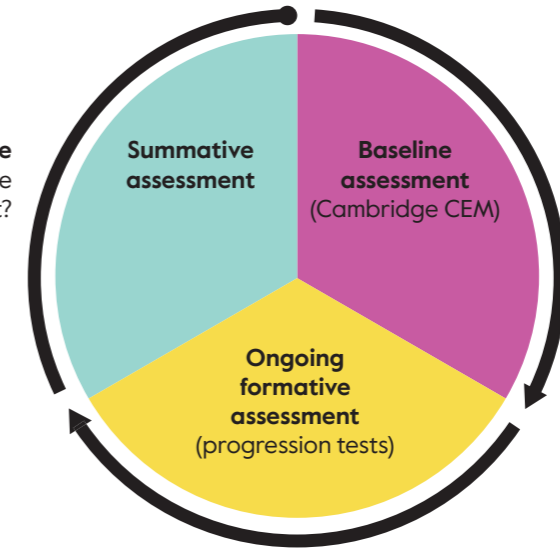 e
e
t?
Summative
assessment
Baseline
assessment
(Cambridge CEM)
Ongoing
formative
assessment
(progression tests)